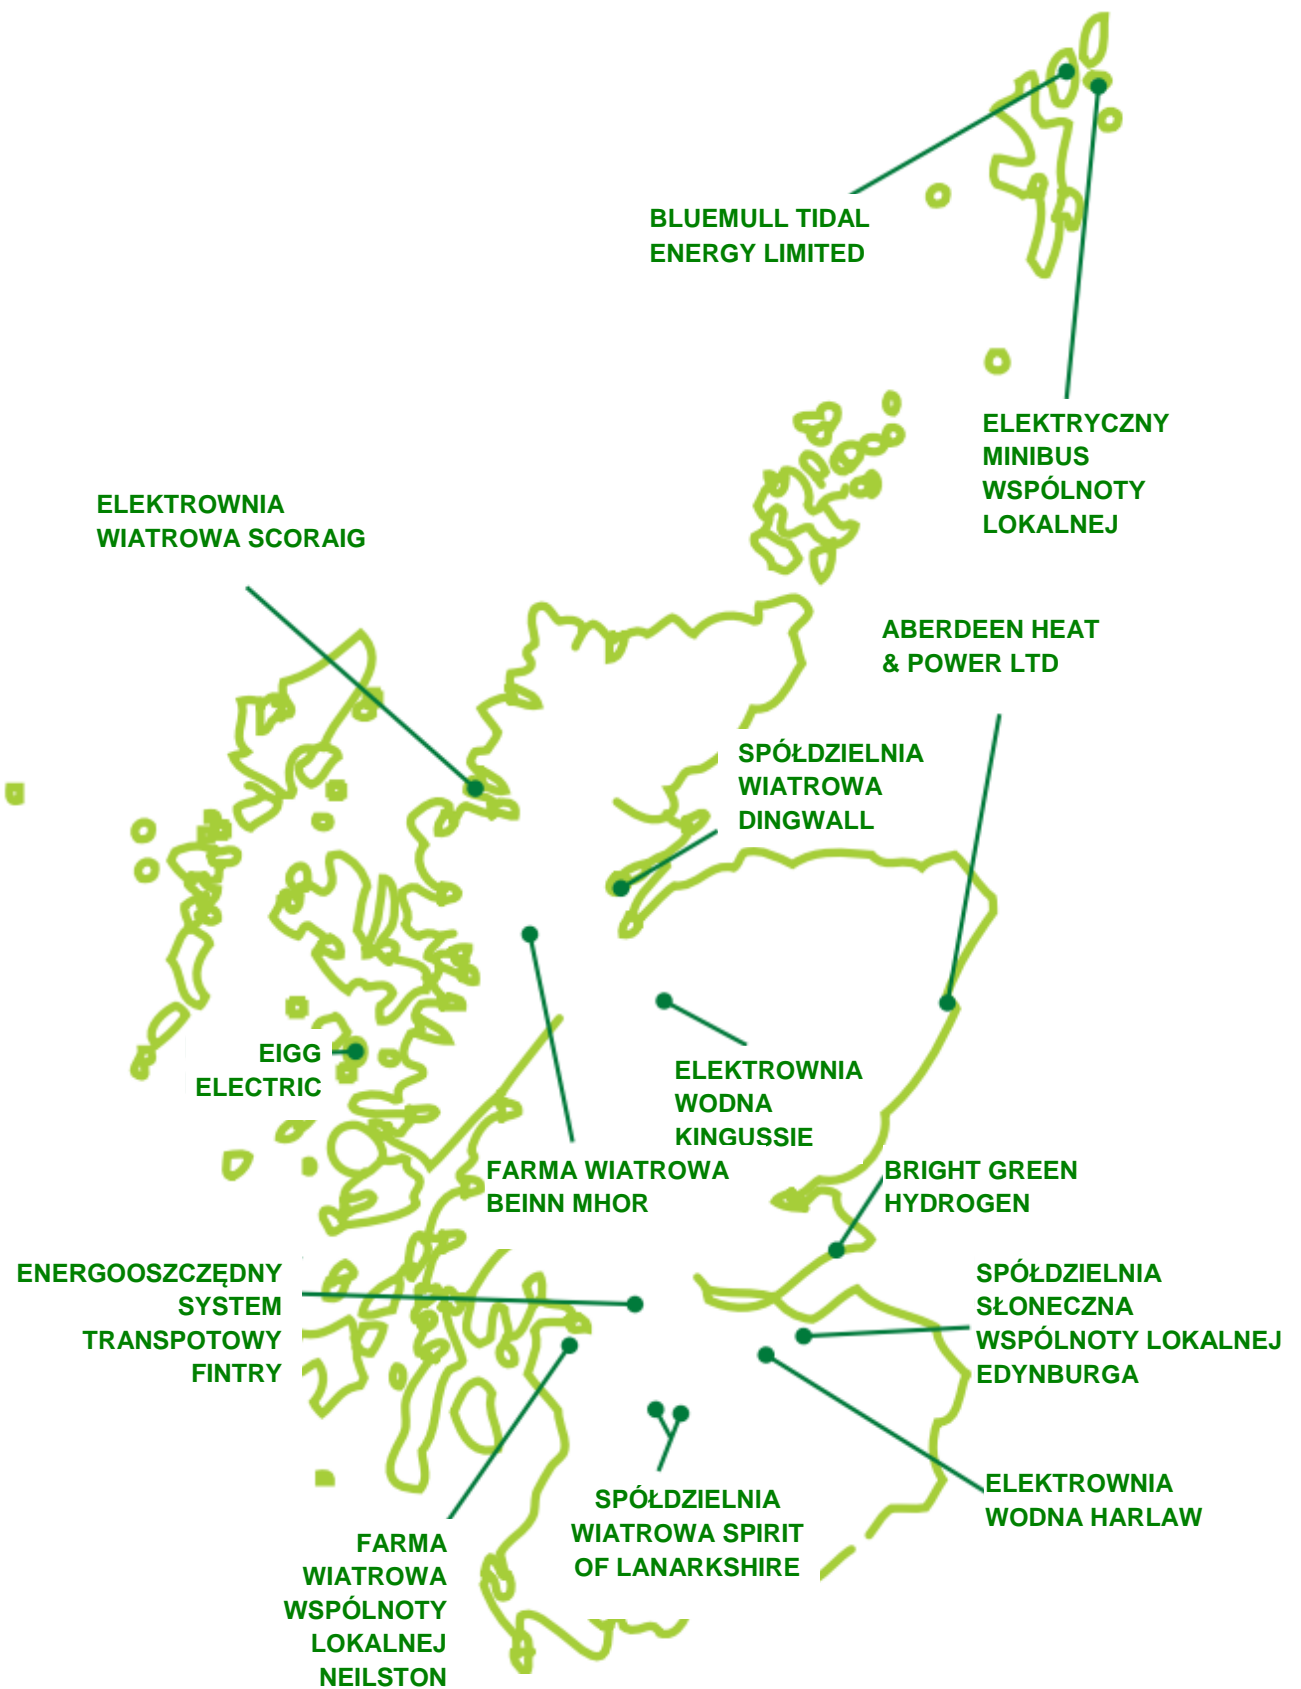 BLUEMULL TIDAL
ENERGY LIMITED
ELEKTRYCZNY
MINIBUS
WSPÓLNOTY
LOKALNEJ
ELEKTROWNIA
WIATROWA SCORAIG
ABERDEEN HEAT
& POWER LTD
SPÓŁDZIELNIA
WIATROWA
DINGWALL
EIGG
ELECTRIC
ELEKTROWNIA
WODNA
KINGUSSIE
FARMA WIATROWA
BEINN MHOR
BRIGHT GREEN
HYDROGEN
ENERGOOSZCZĘDNY
SYSTEM
TRANSPOTOWY
FINTRY
SPÓŁDZIELNIA
SŁONECZNA
WSPÓLNOTY LOKALNEJ
EDYNBURGA
ELEKTROWNIA
WODNA HARLAW
SPÓŁDZIELNIA
WIATROWA SPIRIT
OF LANARKSHIRE
FARMA
WIATROWA
WSPÓLNOTY
LOKALNEJ
NEILSTON